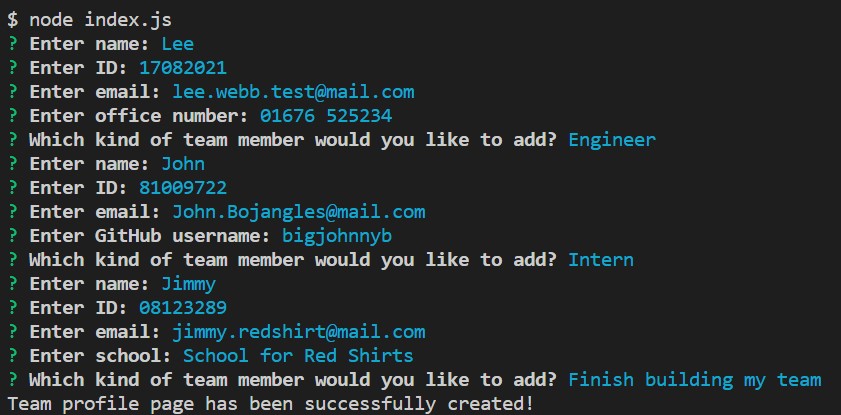 $ node index.js
? Enter name: Lee
? Enter ID: 17082021
? Enter email: lee.webb.test@mail.com
? Enter office number: 01676 525234
? Which kind of team member would you like to add? Engineer
? Enter name: John
? Enter ID: 81009722
? Enter email: John.Bojangles@mail.com
? Enter GitHub username: bigjohnnyb
? Which kind of team member would you like to add? Intern
? Enter name: Jimmy
? Enter ID: 08123289
? Enter email: jimmy.redshirt@mail.com
? Enter school: School for Red Shirts
? Which kind of team member would you like to add? Finish building my team
Team profile page has been successfully created!